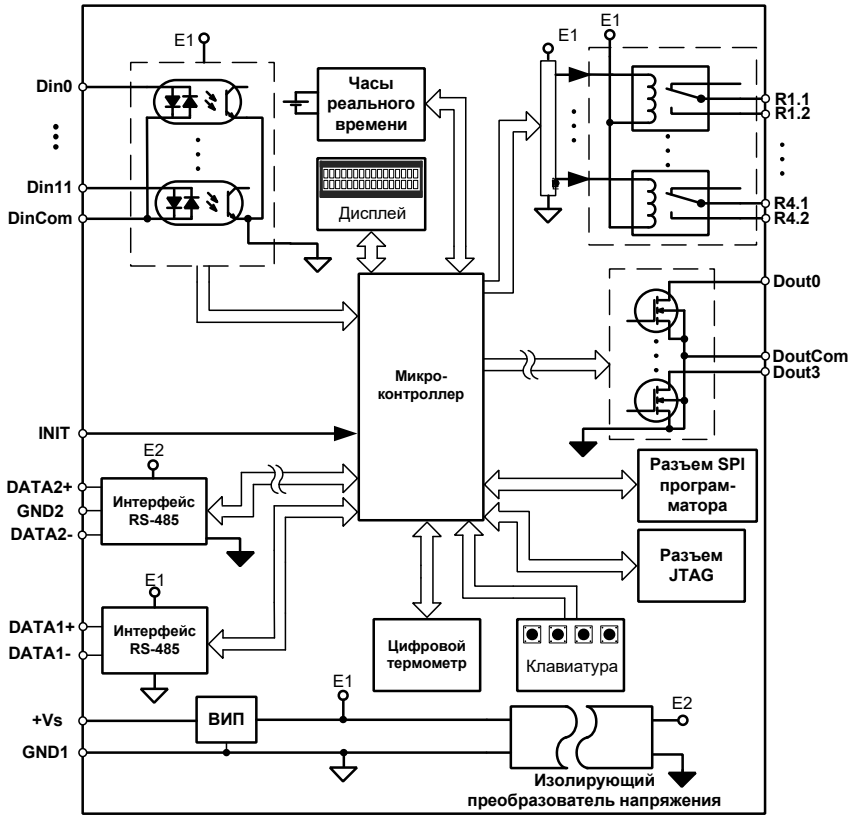 E1
E1
E1
Din0
Din11
DinCom
Часы
реального
времени
Дисплей
R1.1
R1.2
R4.1
R4.2
Dout0
DoutCom
Dout3
Микро-
контроллер
INIT
E2
DATA2+
GND2
DATA2-
Интерфейс
RS-485
Разъем SPI
програм-
матора
Разъем
JTAG
E1
DATA1+
DATA1-
Интерфейс
RS-485
Цифровой
термометр
Клавиатура
+Vs
GND1
ВИП
E1
E2
Изолирующий
преобразователь напряжения